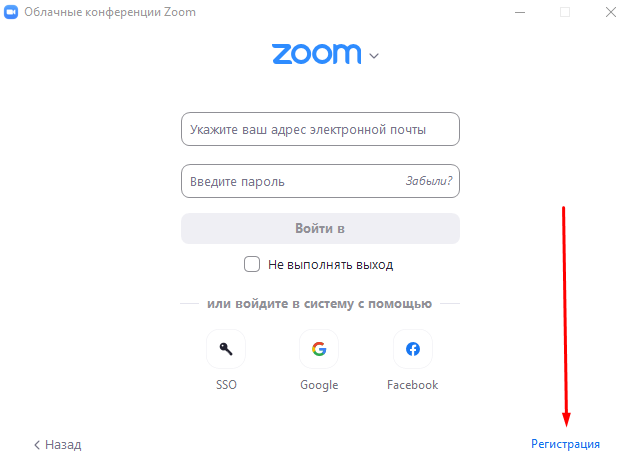 Облачные конференции Zoom
zoom
Укажите ваш адрес электронной почты
Введите пароль Забыли?
Войти в
Не выполнять выход
или войдите в систему с помощью
SSO Google Facebook
Назад Регистрация